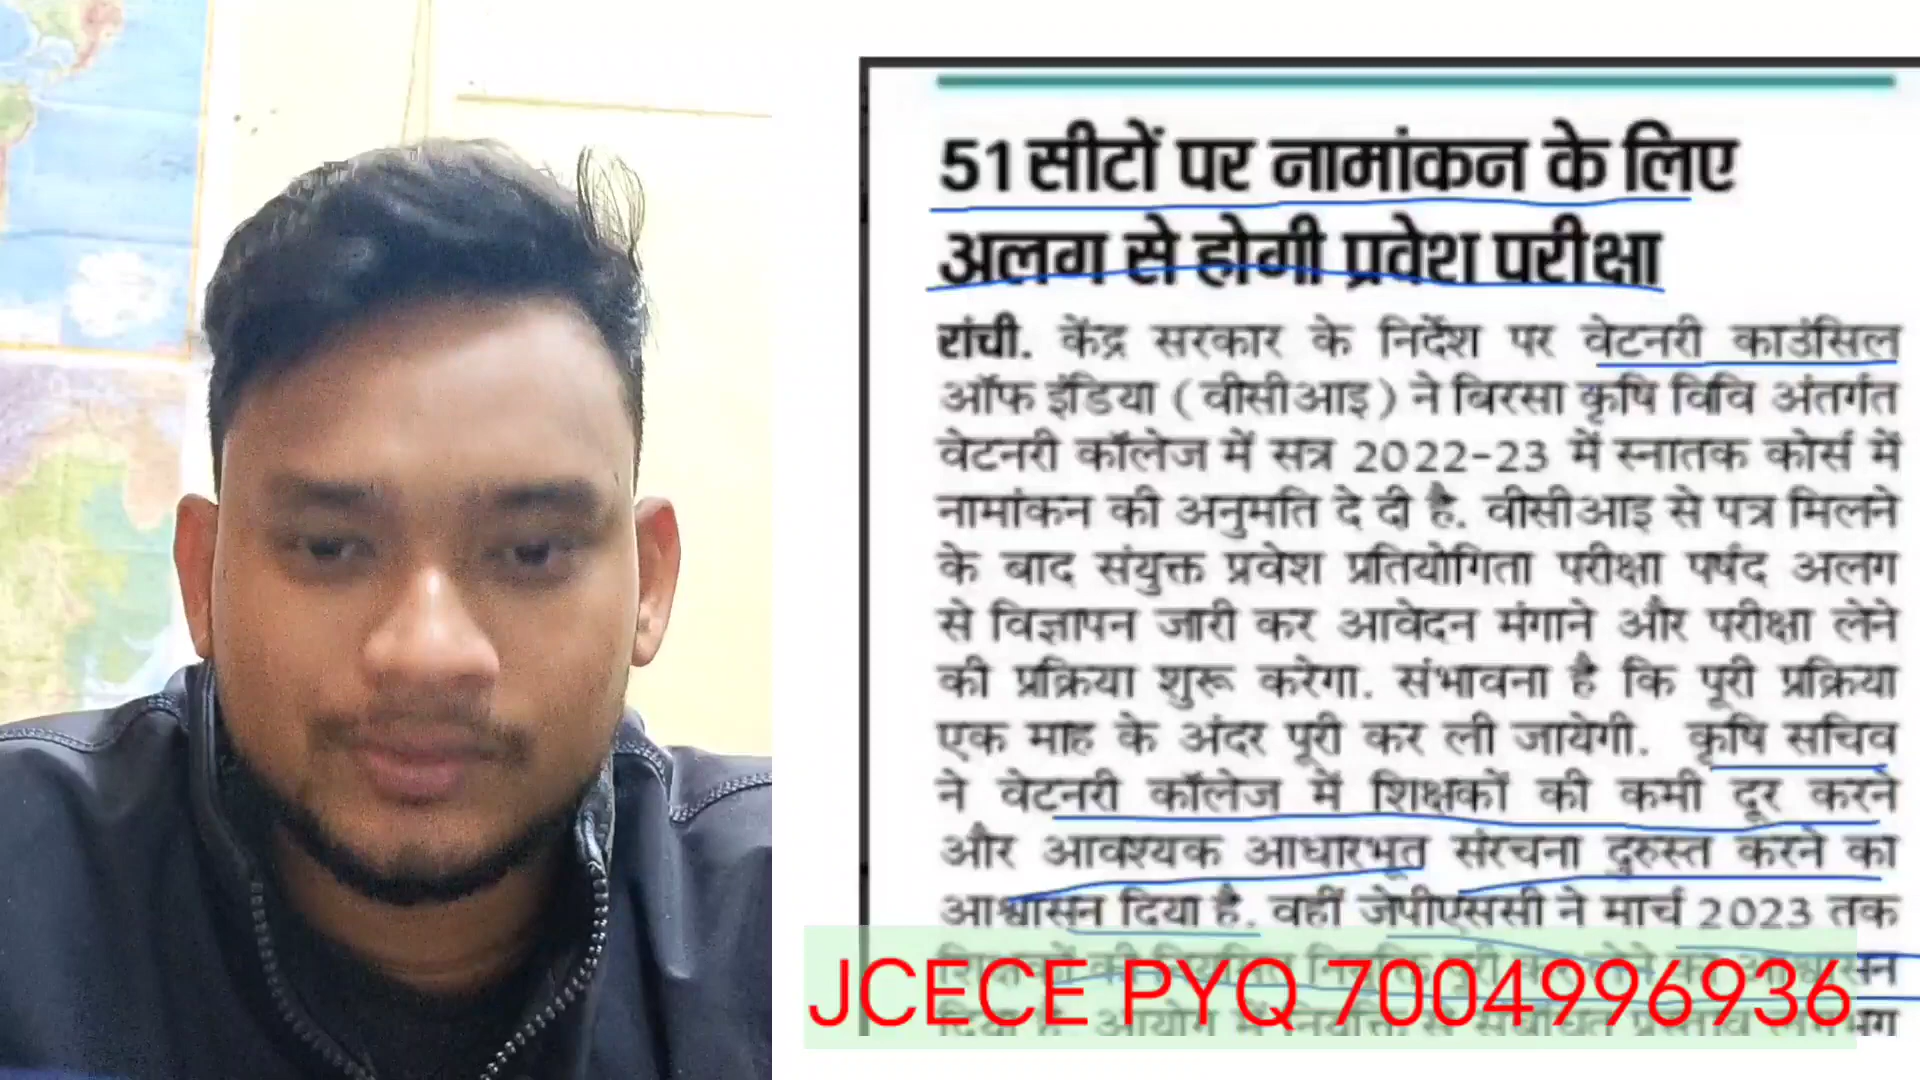 51 सीटों पर नामांकन के लिए
अलग से होगी प्रवेश परीक्षा
रांची. केंद्र सरकार के निर्देश पर वेटनरी काउंसिल
ऑफ इंडिया (वीसीआइ) ने बिरसा कृषि विवि अंतर्गत
वेटनरी कॉलेज में सत्र 2022-23 में स्नातक कोर्स में
नामांकन की अनुमति दे दी है. वीसीआइ से पत्र मिलने
के बाद संयुक्त प्रवेश प्रतियोगिता परीक्षा पर्षद अलग
से विज्ञापन जारी कर आवेदन मंगाने और परीक्षा लेने
की प्रक्रिया शुरू करेगा. संभावना है कि पूरी प्रक्रिया
एक माह के अंदर पूरी कर ली जायेगी. कृषि सचिव
ने वेटनरी कॉलेज में शिक्षकों की कमी दूर करने
और आवश्यक आधारभूत संरचना दुरुस्त करने का
आश्वासन दिया है. वहीं जेपीएससी ने मार्च 2023 तक
JCECE PYQ 7004996936